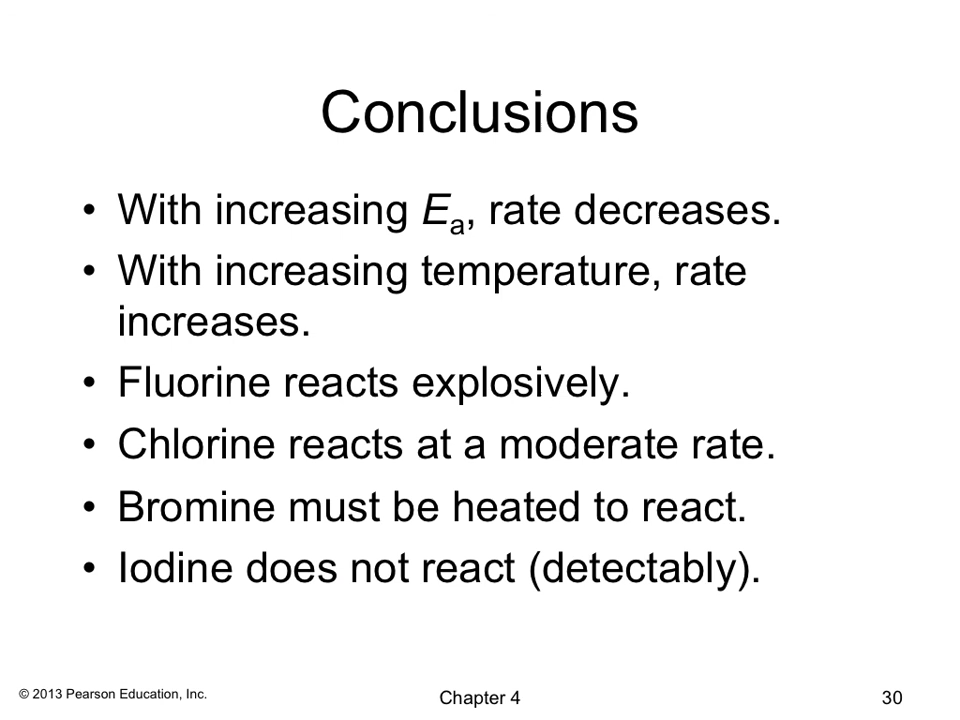 Conclusions
• With increasing Ea, rate decreases.
• With increasing temperature, rate
increases.
• Fluorine reacts explosively.
• Chlorine reacts at a moderate rate.
• Bromine must be heated to react.
• Iodine does not react (detectably).
© 2013 Pearson Education, Inc.
Chapter 4
30